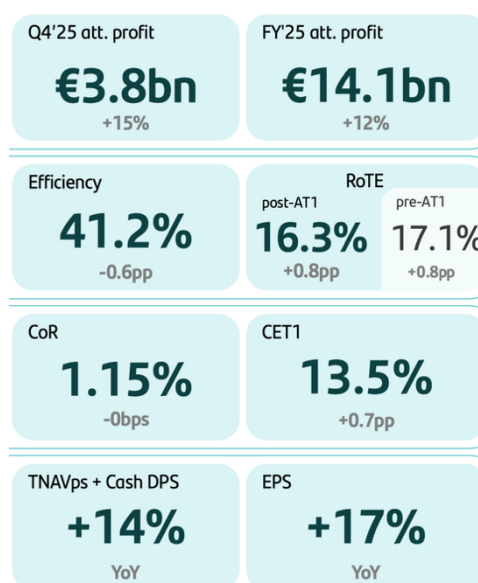 Q4'25 att. profit
€3.8bn
+15%
FY'25 att. profit
€14.1bn
+12%
Efficiency
41.2%
-0.6pp
RoTE
post-AT1
16.3%
+0.8pp
pre-AT1
17.1%
+0.8pp
CoR
1.15%
-0bps
CET1
13.5%
+0.7pp
TNAVps + Cash DPS
+14%
YoY
EPS
+17%
YoY